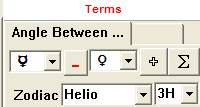 Terms
Angle Between ...
☿ – ♀ + Σ
Zodiac Helio 3H